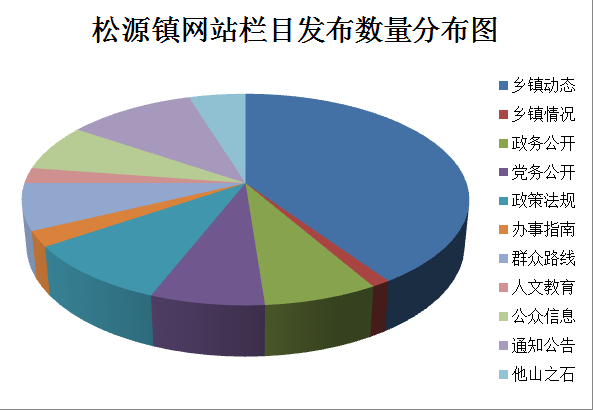 松源镇网站栏目发布数量分布图
乡镇动态
乡镇情况
政务公开
党务公开
政策法规
办事指南
群众路线
人文教育
公众信息
通知公告
他山之石